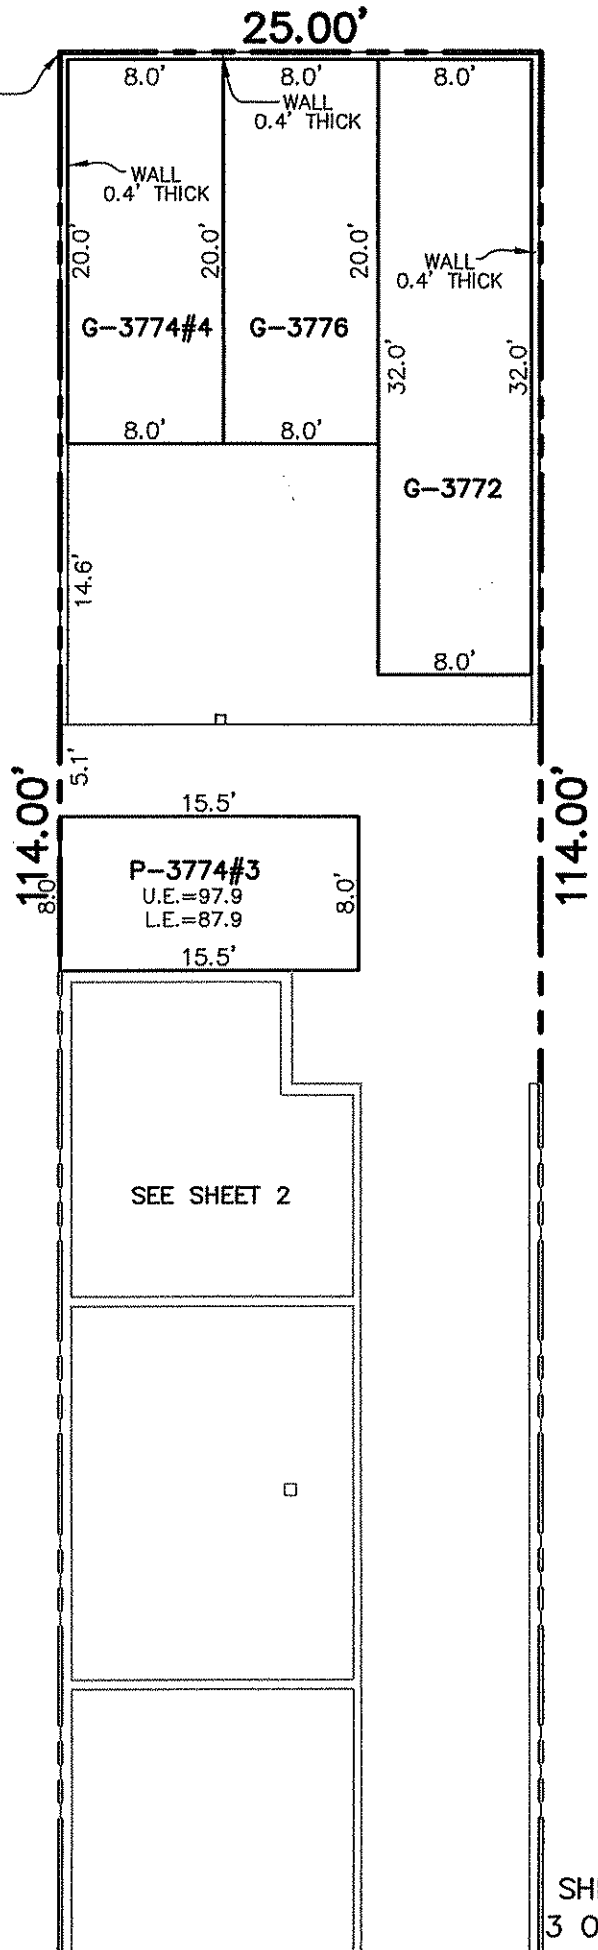 25.00'
8.0'
8.0'
8.0'
WALL
0.4' THICK
WALL
0.4' THICK
WALL
0.4' THICK
20.0'
20.0'
20.0'
32.0'
32.0'
G-3774#4
G-3776
8.0'
8.0'
G-3772
14.6'
8.0'
5.1'
114.00'
114.00'
15.5'
P-3774#3
U.E.=97.9
L.E.=87.9
8.0'
8.0'
15.5'
SEE SHEET 2
3 O